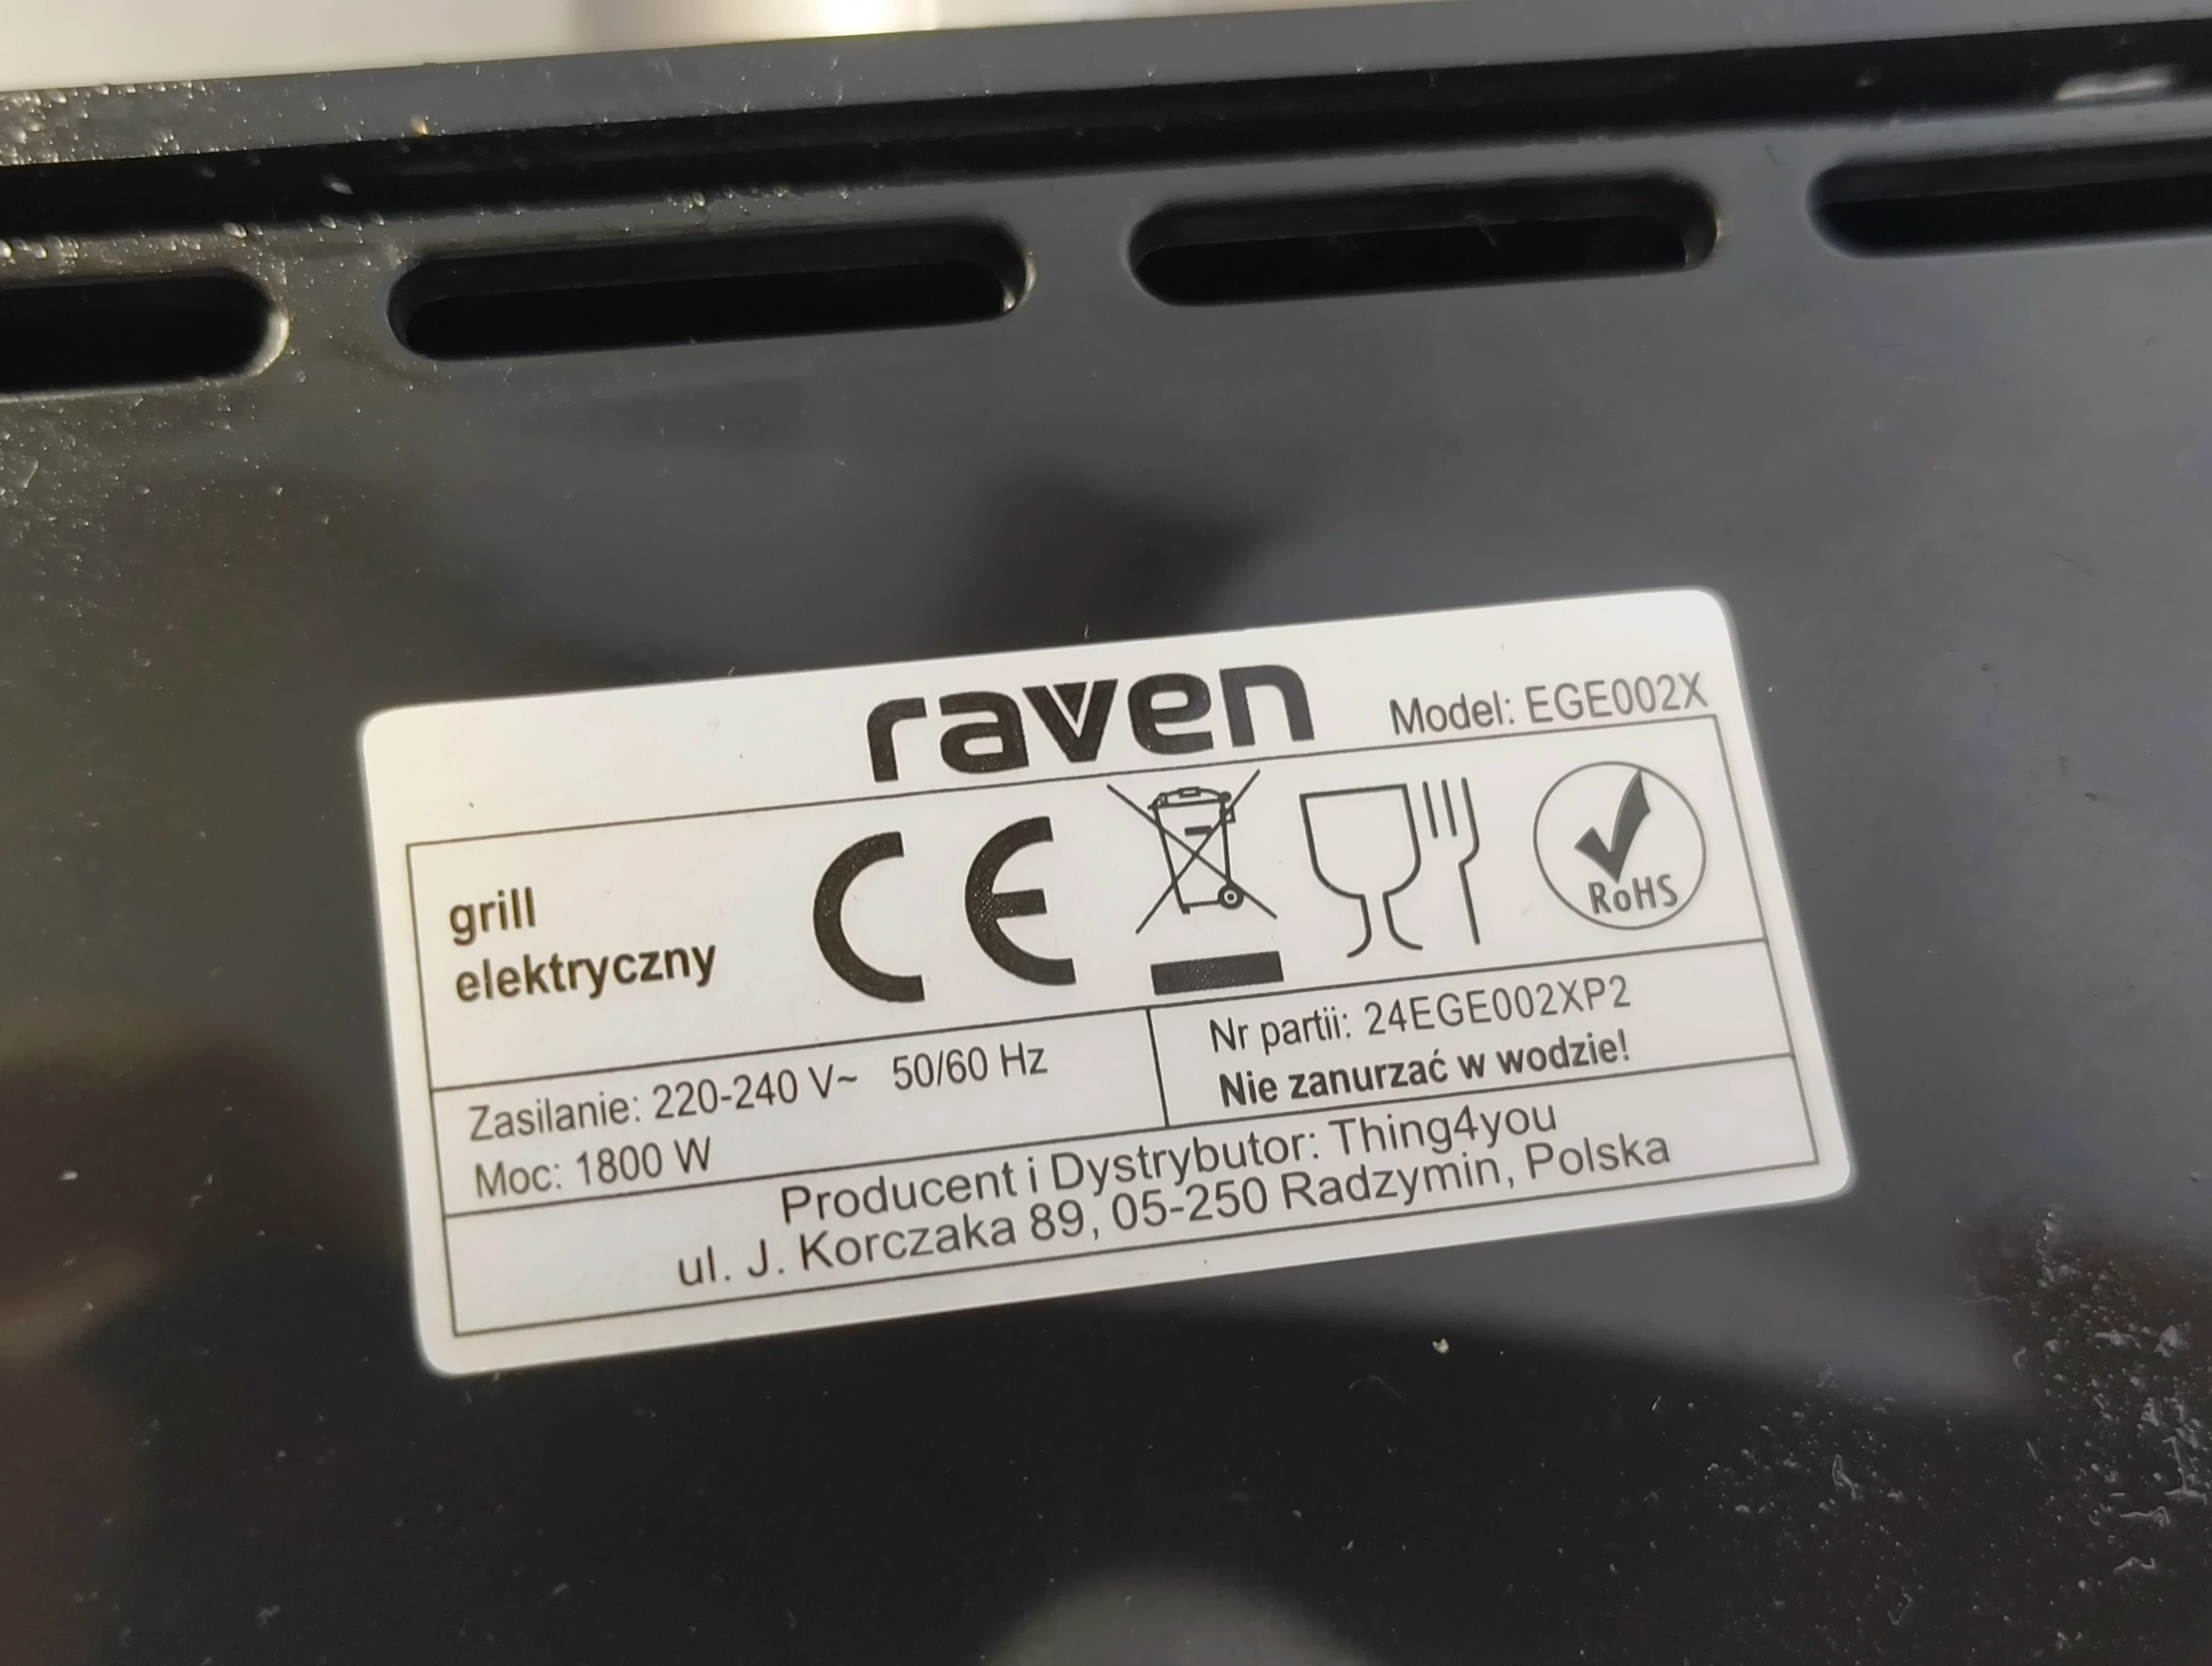 raven
Model: EGE002X
grill
elektryczny
CE
RoHS
Zasilanie: 220-240 V~ 50/60 Hz
Moc: 1800 W
Nr partii: 24EGE002XP2
Nie zanurzać w wodzie!
Producent i Dystrybutor: Thing4you
ul. J. Korczaka 89, 05-250 Radzymin, Polska